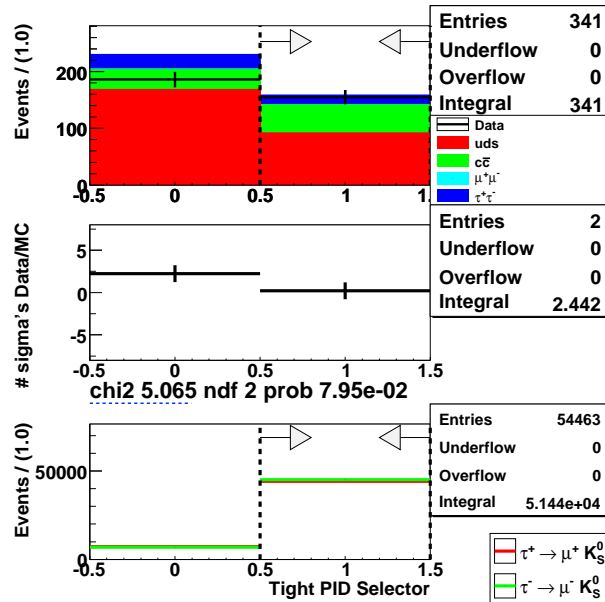 Entries 341
Underflow 0
Overflow 0
Integral 341
Data
uds
cc̅
μ⁺μ⁻
τ⁺τ⁻
Events / (1.0)
200
100
0
-0.5 0 0.5 1 1.5
Entries 2
Underflow 0
Overflow 0
Integral 2.442
# sigma's Data/MC
5
0
-5
-0.5 0 0.5 1 1.5
chi2 5.065 ndf 2 prob 7.95e-02
Entries 54463
Underflow 0
Overflow 0
Integral 5.144e+04
Events / (1.0)
50000
0
-0.5 0 0.5 1 1.5
Tight PID Selector
τ⁺ → μ⁺ K⁰_S
τ⁻ → μ⁻ K⁰_S